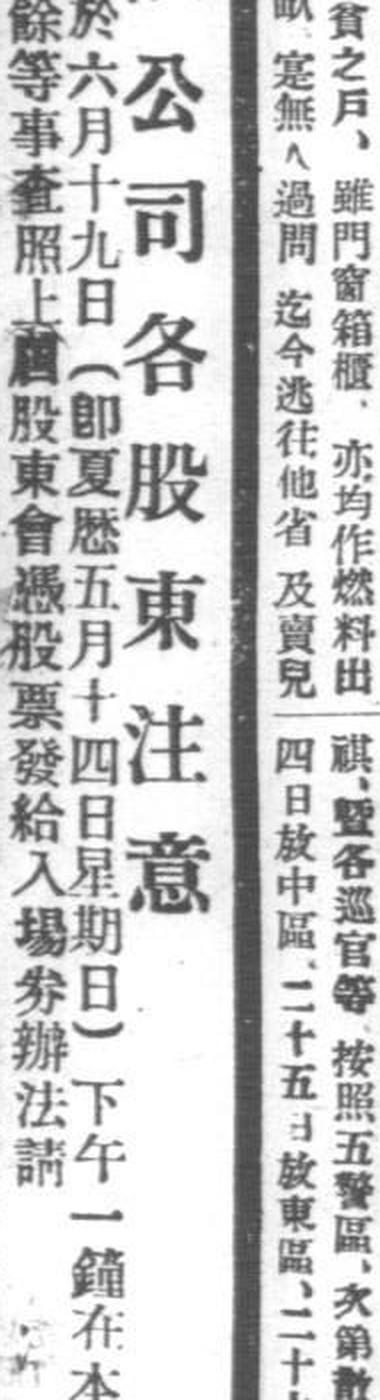 貧之戶、雖門窗箱櫃、亦均作燃料出
寔無人過問 迄今逃往他省 及賣兒
祺、暨各巡官等、按照五警區、次第散
四日放中區、二十五日放東區、二十
公司各股東注意
於六月十九日（即夏歷五月十四日星期日）下午一鐘在本
餘等事查照上屆股東會憑股票發給入場券辦法請